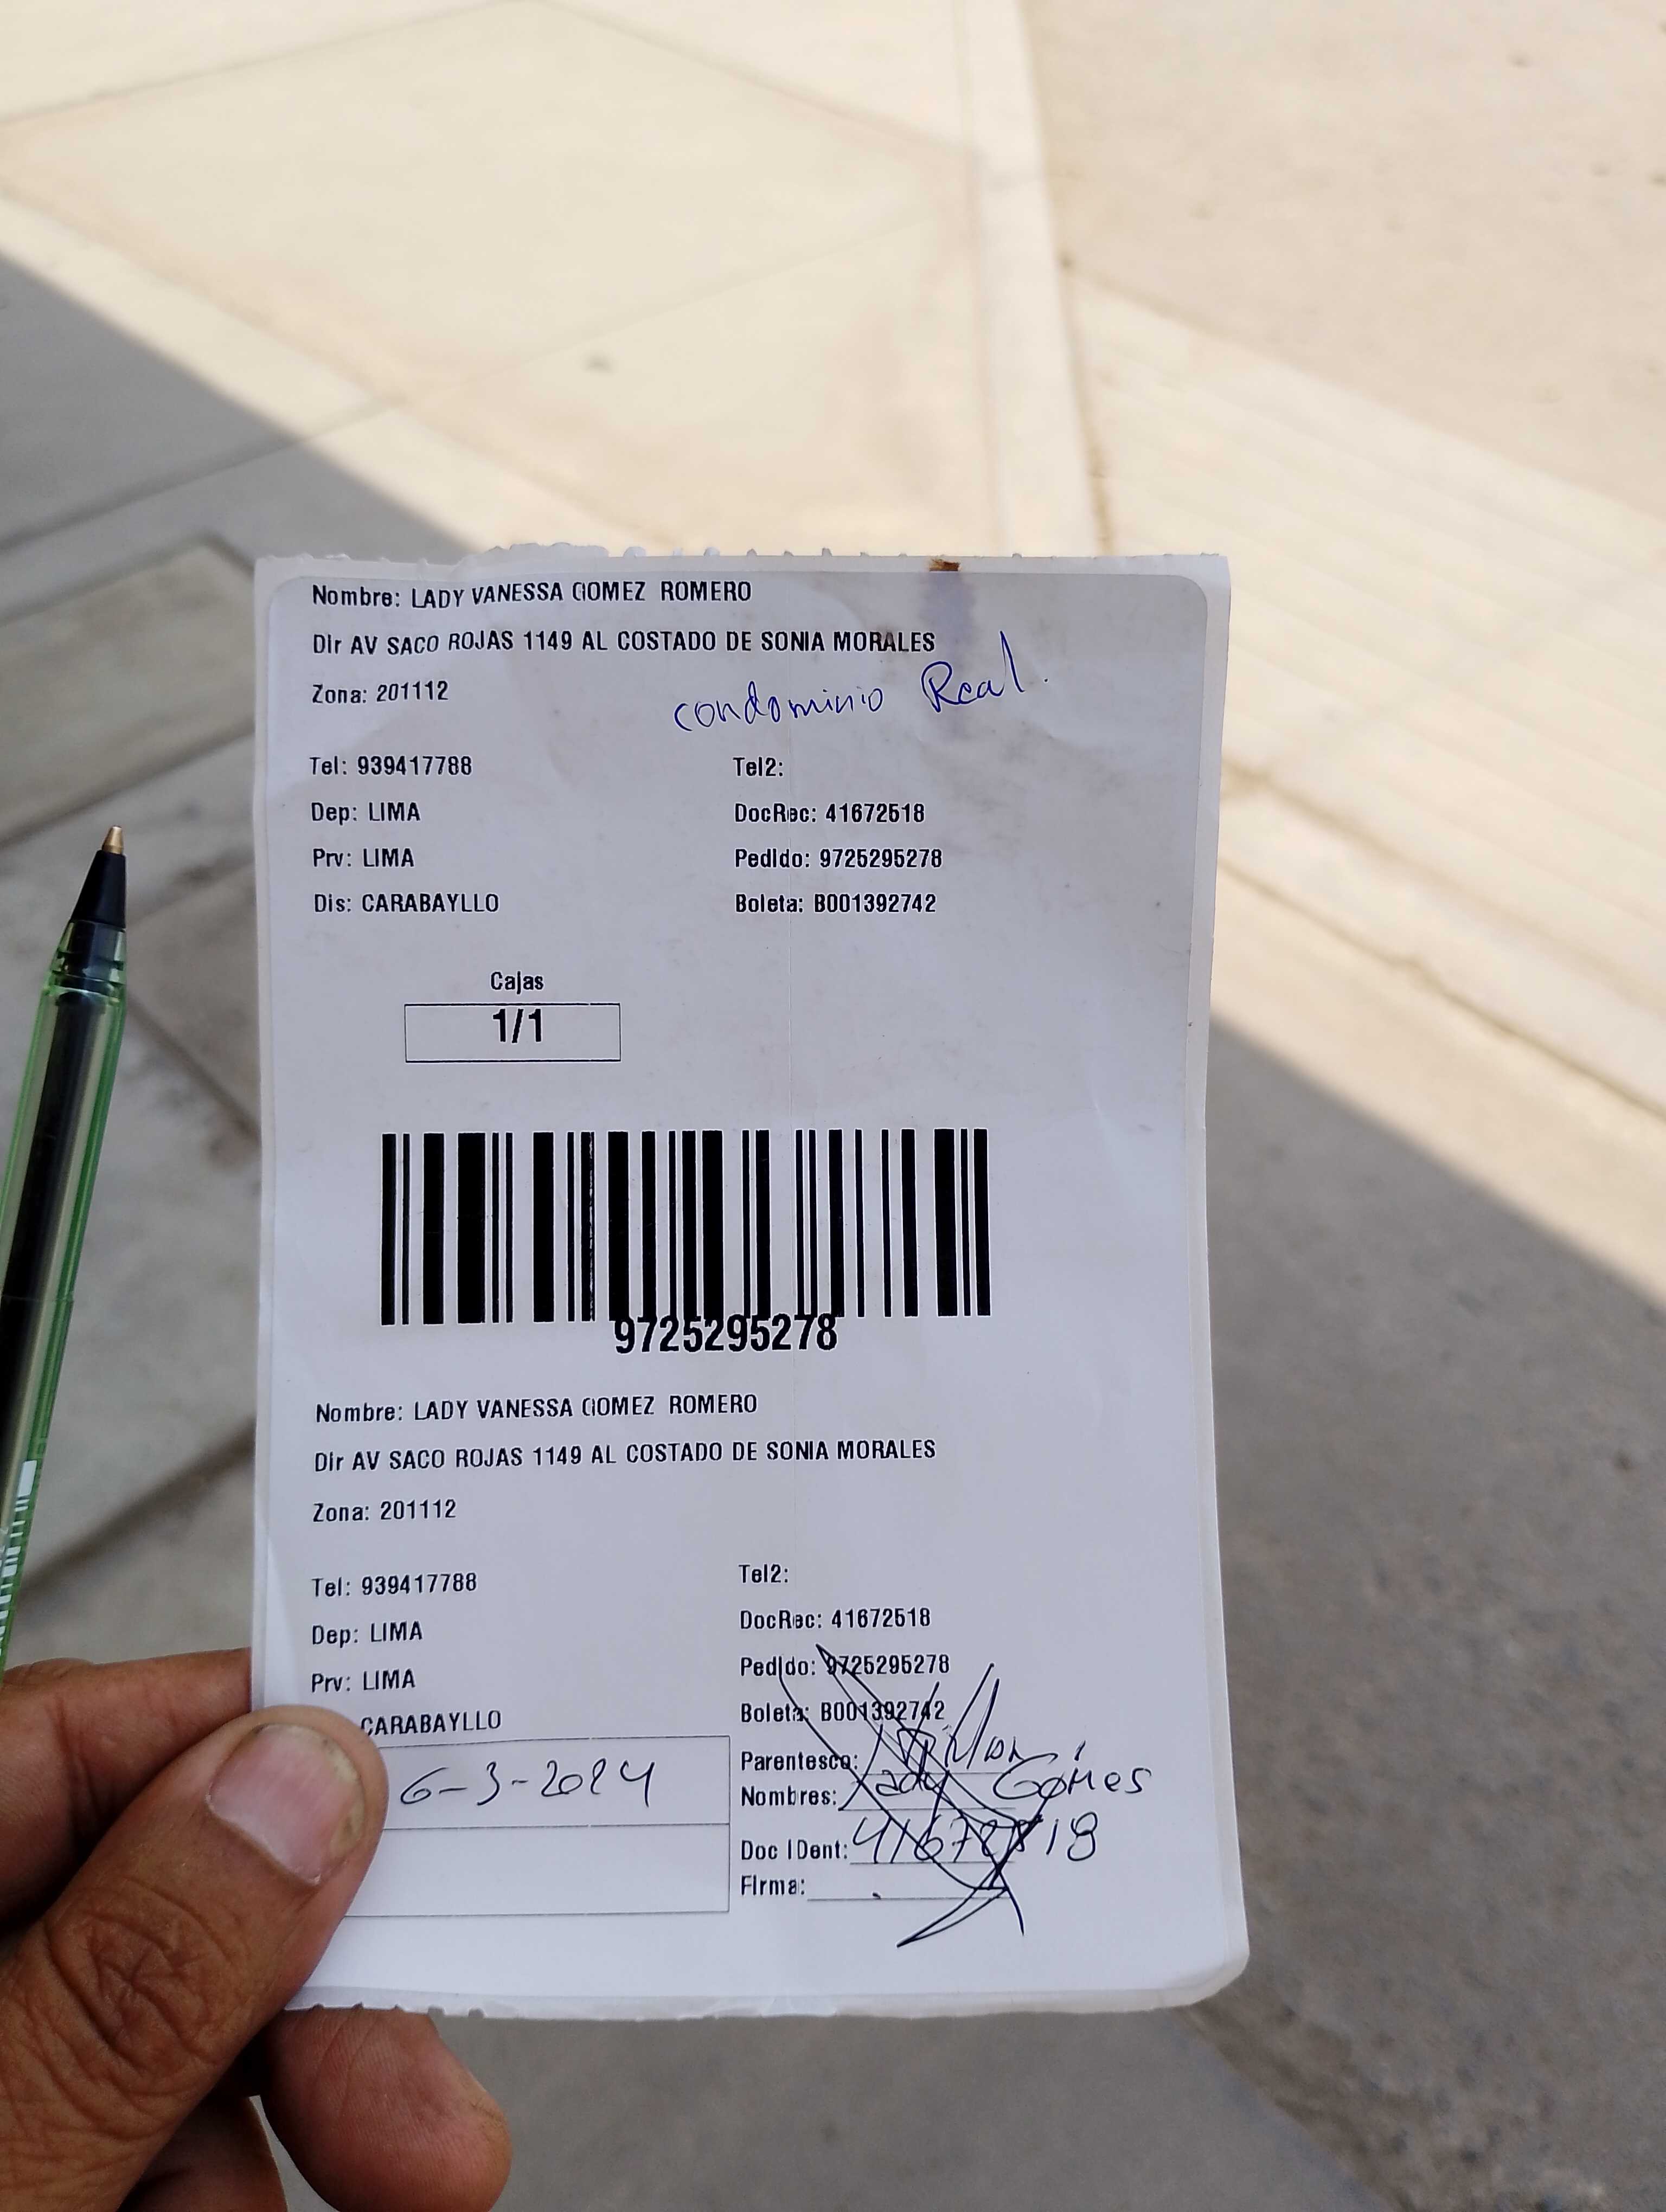 Nombre: LADY VANESSA GOMEZ ROMERO
Dir AV SACO ROJAS 1149 AL COSTADO DE SONIA MORALES
Zona: 201112
condominio Real.
Tel: 939417788 Tel2:
Dep: LIMA DocRec: 41672518
Prv: LIMA Pedido: 9725295278
Dis: CARABAYLLO Boleta: B001392742
Cajas
1/1
9725295278
Nombre: LADY VANESSA GOMEZ ROMERO
Dir AV SACO ROJAS 1149 AL COSTADO DE SONIA MORALES
Zona: 201112
Tel: 939417788 Tel2:
Dep: LIMA DocRec: 41672518
Prv: LIMA Pedido: 9725295278
CARABAYLLO Boleta: B001392742
6-3-2024
Parentesco:
Nombres: Lady Gomes
Doc IDent: 41672518
Firma: